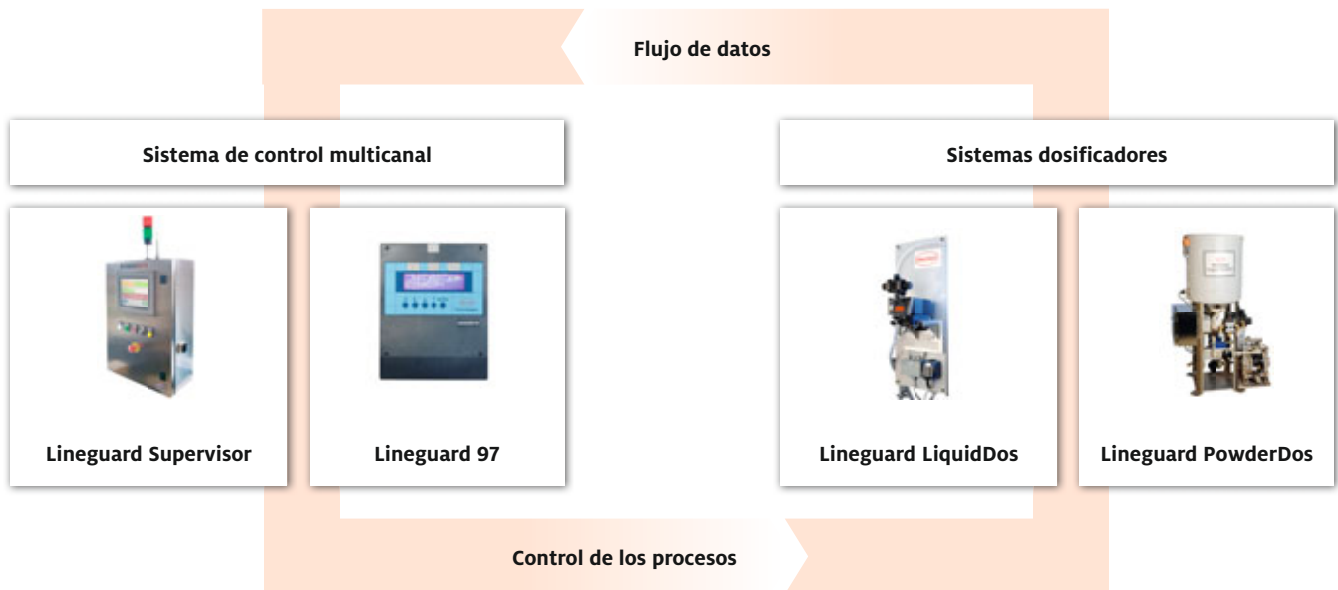 Flujo de datos
Sistema de control multicanal
Sistemas dosificadores
Lineguard Supervisor
Lineguard 97
Lineguard LiquidDos
Lineguard PowderDos
Control de los procesos